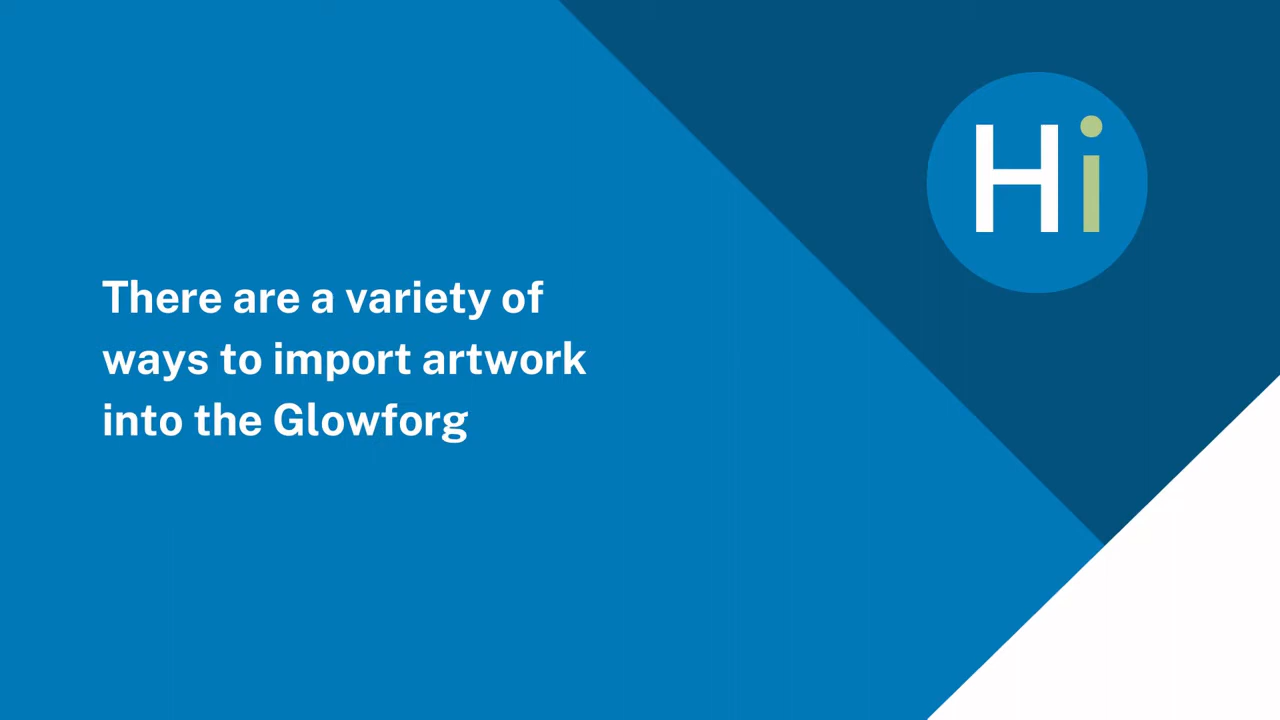 Hi
There are a variety of
ways to import artwork
into the Glowforg